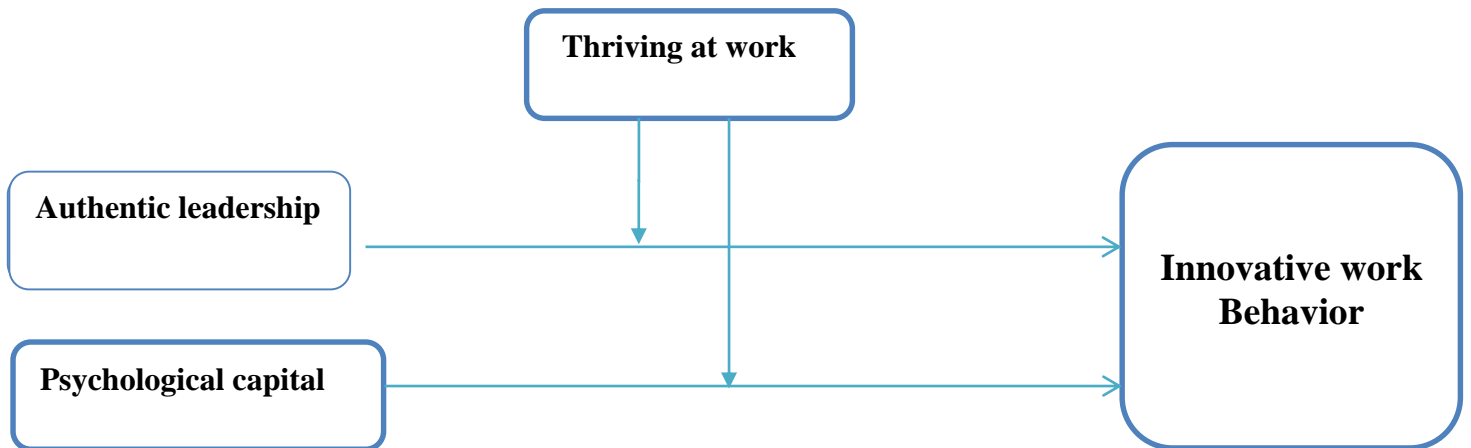 Thriving at work
Authentic leadership
Innovative work
Behavior
Psychological capital